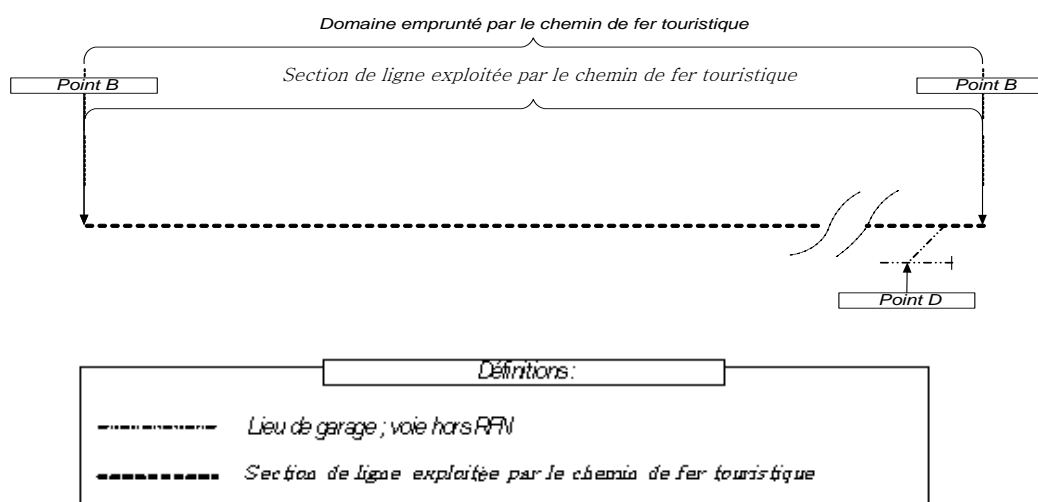 Domaine emprunté par le chemin de fer touristique
Section de ligne exploitée par le chemin de fer touristique
Point B
Point B
Point D
Définitions :
Lieu de garage ; voie hors RFN
Section de ligne exploitée par le chemin de fer touristique